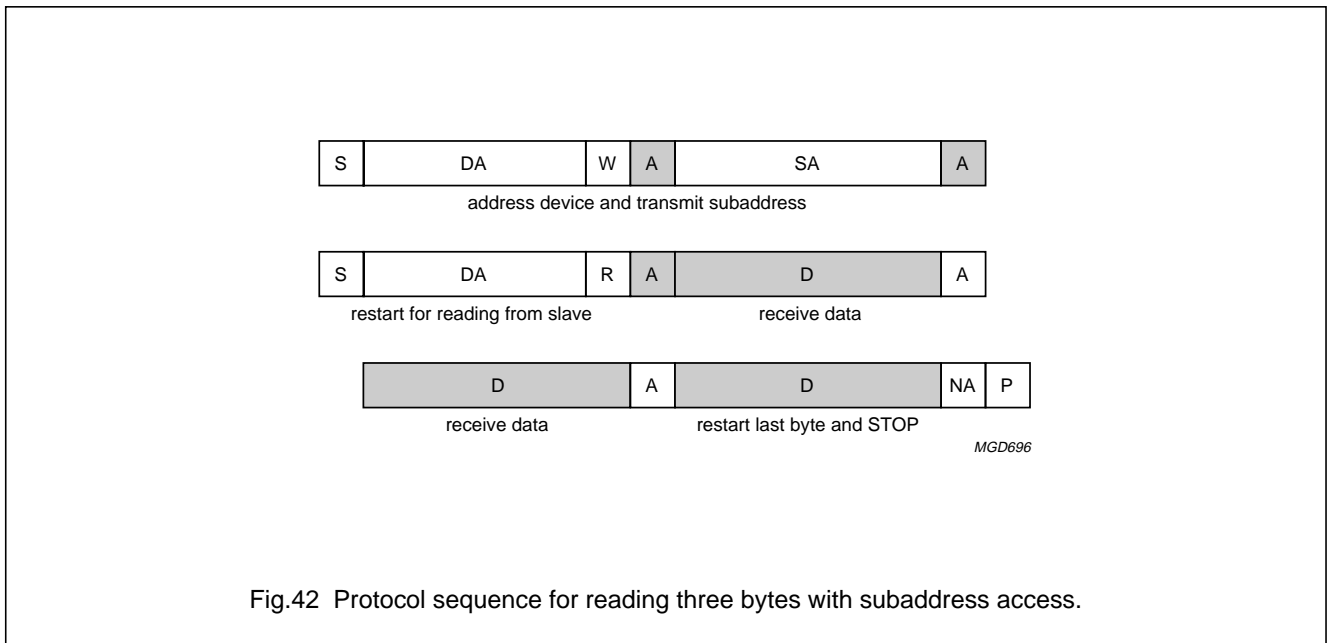 S DA W A SA A
address device and transmit subaddress
S DA R A D A
restart for reading from slave receive data
D A D NA P
receive data restart last byte and STOP
MGD696
Fig.42 Protocol sequence for reading three bytes with subaddress access.